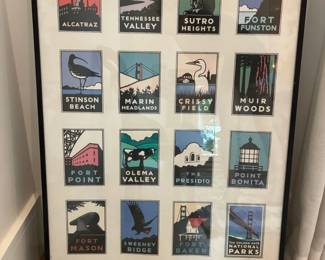 ALCATRAZ
TENNESSEE
VALLEY
SUTRO
HEIGHTS
FORT
FUNSTON
STINSON
BEACH
MARIN
HEADLANDS
CRISSY
FIELD
MUIR
WOODS
FORT
POINT
OLEMA
VALLEY
THE
PRESIDIO
POINT
BONITA
FORT
MASON
SWEENEY
RIDGE
FORT
BAKER
THE GOLDEN GATE
NATIONAL
PARKS